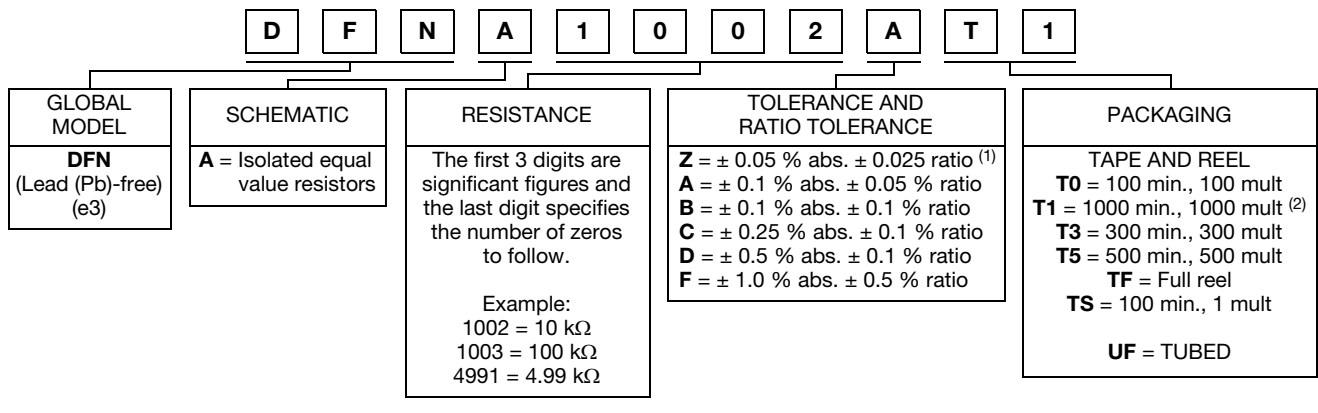 D F N A 1 0 0 2 A T 1
GLOBAL
MODEL
DFN
(Lead (Pb)-free)
(e3)
SCHEMATIC
A = Isolated equal
value resistors
RESISTANCE
The first 3 digits are
significant figures and
the last digit specifies
the number of zeros
to follow.
Example:
1002 = 10 kΩ
1003 = 100 kΩ
4991 = 4.99 kΩ
TOLERANCE AND
RATIO TOLERANCE
Z = ± 0.05 % abs. ± 0.025 ratio (1)
A = ± 0.1 % abs. ± 0.05 % ratio
B = ± 0.1 % abs. ± 0.1 % ratio
C = ± 0.25 % abs. ± 0.1 % ratio
D = ± 0.5 % abs. ± 0.1 % ratio
F = ± 1.0 % abs. ± 0.5 % ratio
PACKAGING
TAPE AND REEL
T0 = 100 min., 100 mult
T1 = 1000 min., 1000 mult (2)
T3 = 300 min., 300 mult
T5 = 500 min., 500 mult
TF = Full reel
TS = 100 min., 1 mult
UF = TUBED